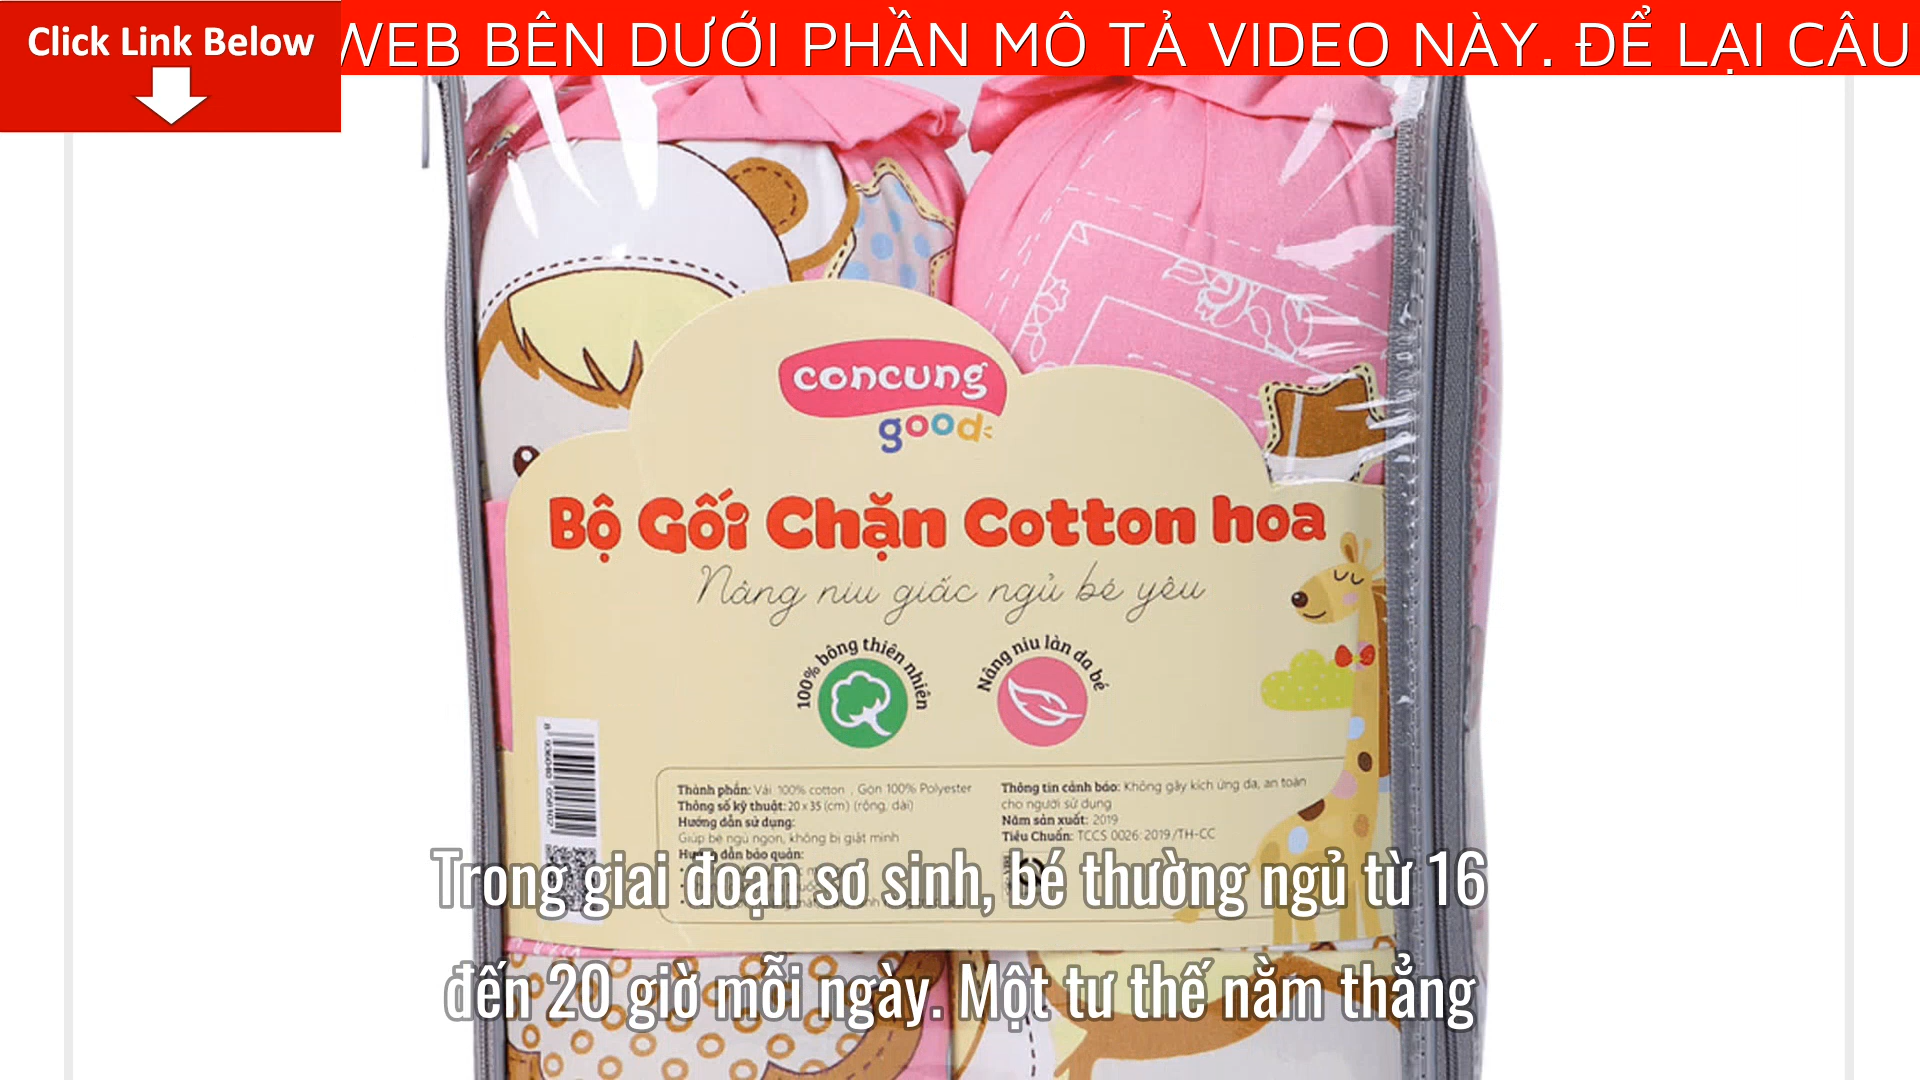 Click Link Below
WEB BÊN DƯỚI PHẦN MÔ TẢ VIDEO NÀY. ĐỂ LẠI CÂU
concung
good
Bộ Gối Chặn Cotton hoa
Nâng niu giấc ngủ bé yêu
100% bông thiên nhiên
Nâng niu làn da bé
Thành phần: Vải 100% cotton , Gòn 100% Polyester
Thông số kỹ thuật: 20 x 35 (cm) (rộng, dài)
Hướng dẫn sử dụng:
Giúp bé ngủ ngon, không bị giật mình
Hướng dẫn bảo quản:
Thông tin cảnh báo: Không gây kích ứng da, an toàn
cho người sử dụng
Năm sản xuất: 2019
Tiêu Chuẩn: TCCS 0026: 2019/TH-CC
Trong giai đoạn sơ sinh, bé thường ngủ từ 16
đến 20 giờ mỗi ngày. Một tư thế nằm thẳng